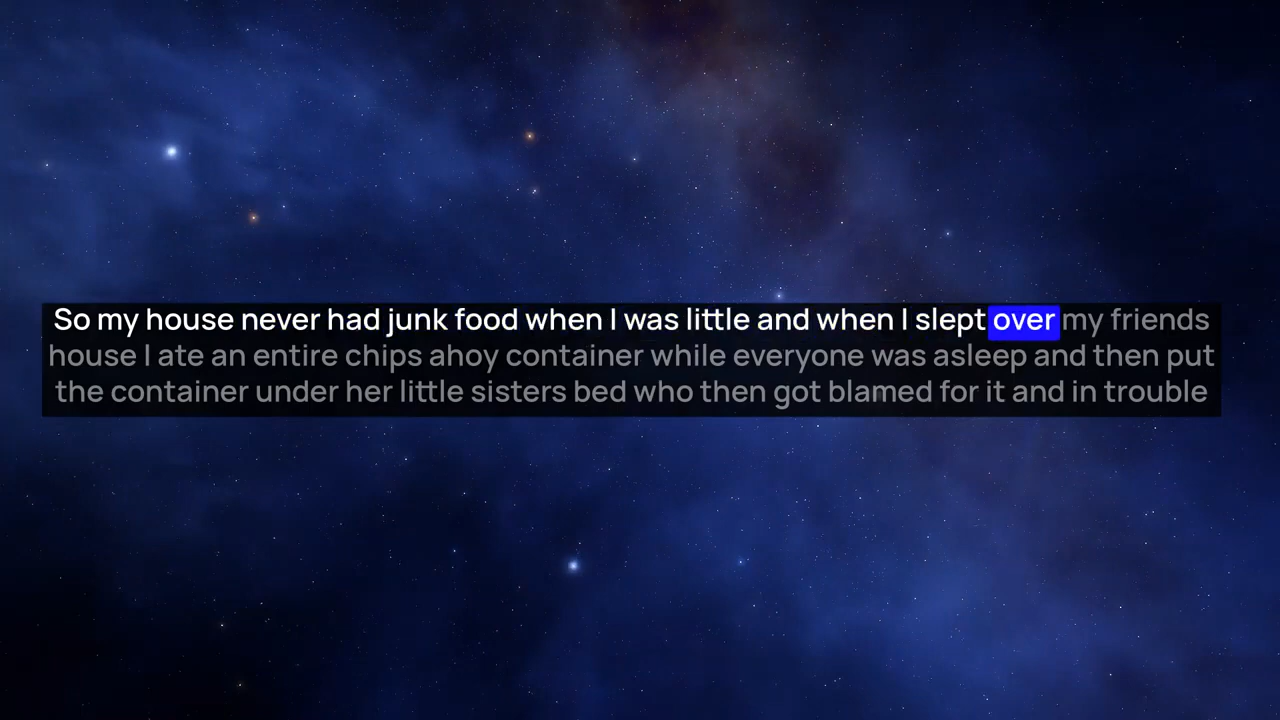 So my house never had junk food when I was little and when I slept over my friends
house I ate an entire chips ahoy container while everyone was asleep and then put
the container under her little sisters bed who then got blamed for it and in trouble